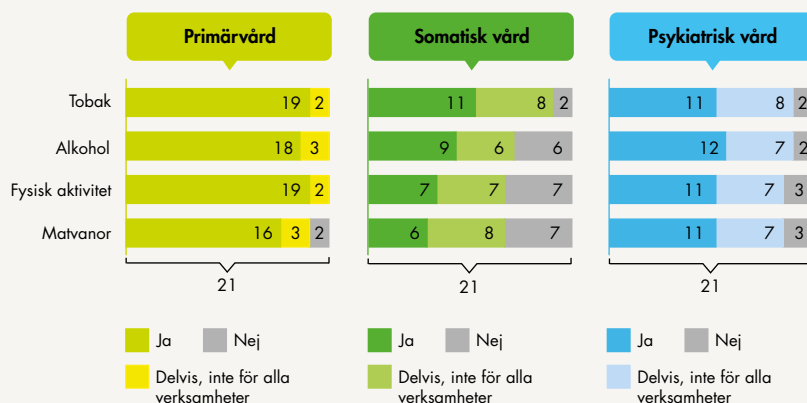 Primärvård Somatisk vård Psykiatrisk vård
Tobak 19 2 11 8 2 11 8 2
Alkohol 18 3 9 6 6 12 7 2
Fysisk aktivitet 19 2 7 7 7 11 7 3
Matvanor 16 3 2 6 8 7 11 7 3
21 21 21
Ja Nej Ja Nej Ja Nej
Delvis, inte för alla Delvis, inte för alla Delvis, inte för alla
verksamheter verksamheter verksamheter